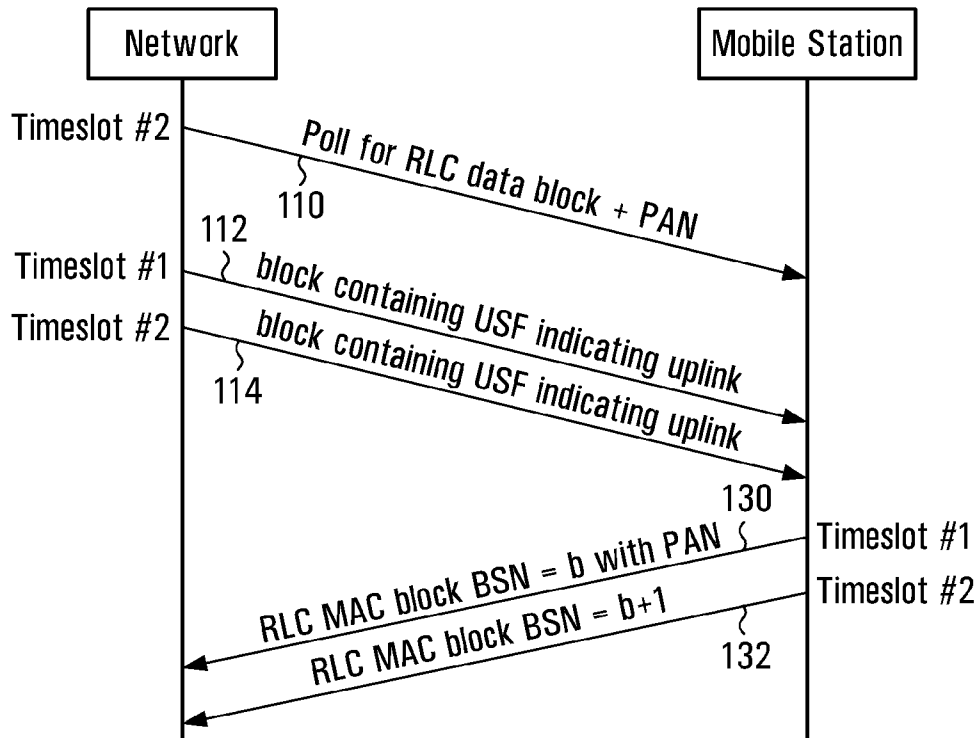 Network
Mobile Station
Timeslot #2
Poll for RLC data block + PAN
110
112
Timeslot #1
block containing USF indicating uplink
Timeslot #2
block containing USF indicating uplink
114
130
Timeslot #1
RLC MAC block BSN = b with PAN
Timeslot #2
RLC MAC block BSN = b+1
132